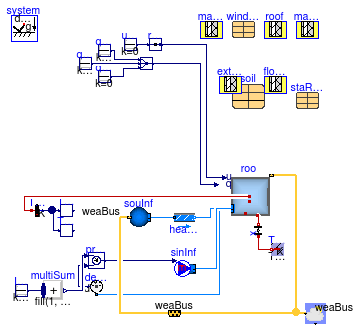 system
ma...
wind...
roof
ma...
d...
g
u
r
q
k=0
q
k...
k...
u
k=0
ext...
soil
flo...
staR...
roo
u
q
souInf
weaBus
hea...
T...
pr...
sinInf
multiSum
de...
k...
fill(1, ...
weaBus
weaBus